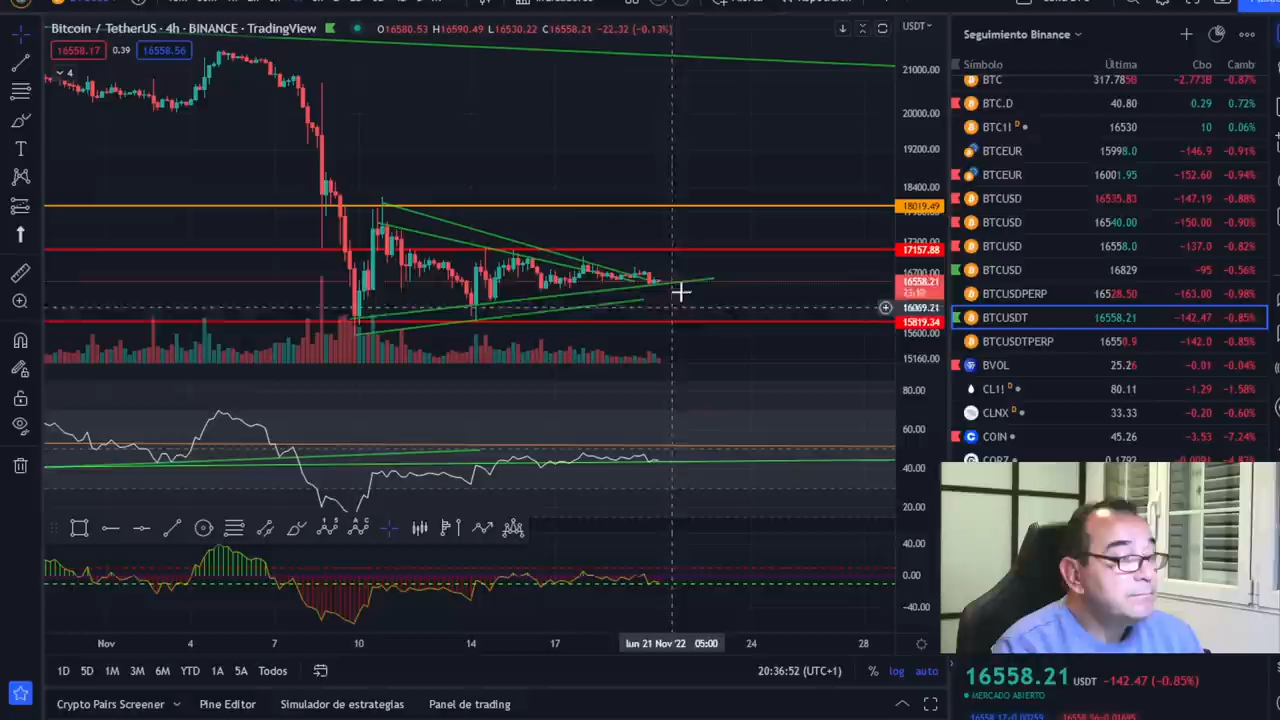 Bitcoin / TetherUS · 4h · BINANCE · TradingView
O16580.53 H16590.49 L16530.22 C16558.21 −22.32 (−0.13%)
USDT
16558.17 0.39 16558.56
4
21000.00
20000.00
19200.00
18400.00
18019.49
17157.88
16700.00
16558.21
16069.21
15819.34
15600.00
15160.00
80.00
60.00
40.00
20.00
40.00
0.00
−40.00
Nov 4 7 10 14 17 lun 21 Nov '22 05:00 24 28
1D 5D 1M 3M 6M YTD 1A 5A Todos
20:36:52 (UTC+1) % log auto
Crypto Pairs Screener Pine Editor Simulador de estrategias Panel de trading
Seguimiento Binance
Símbolo Última Cbo Camb
BTC 317.785B −2.773B −0.87%
BTC.D 40.80 0.29 0.72%
BTC1! D 16530 10 0.06%
BTCEUR 15998.0 −146.9 −0.91%
BTCEUR 16001.95 −152.60 −0.94%
BTCUSD 16535.83 −147.19 −0.88%
BTCUSD 16540.00 −150.00 −0.90%
BTCUSD 16558.0 −137.0 −0.82%
BTCUSD 16829 −95 −0.56%
BTCUSDPERP 16528.50 −163.00 −0.98%
BTCUSDT 16558.21 −142.47 −0.85%
BTCUSDTPERP 16550.9 −142.0 −0.85%
BVOL 25.26 −0.01 −0.04%
CL1! D 80.11 −1.29 −1.58%
CLNX D 33.33 −0.20 −0.60%
COIN 45.26 −3.53 −7.24%
16558.21 USDT −142.47 (−0.85%)
MERCADO ABIERTO